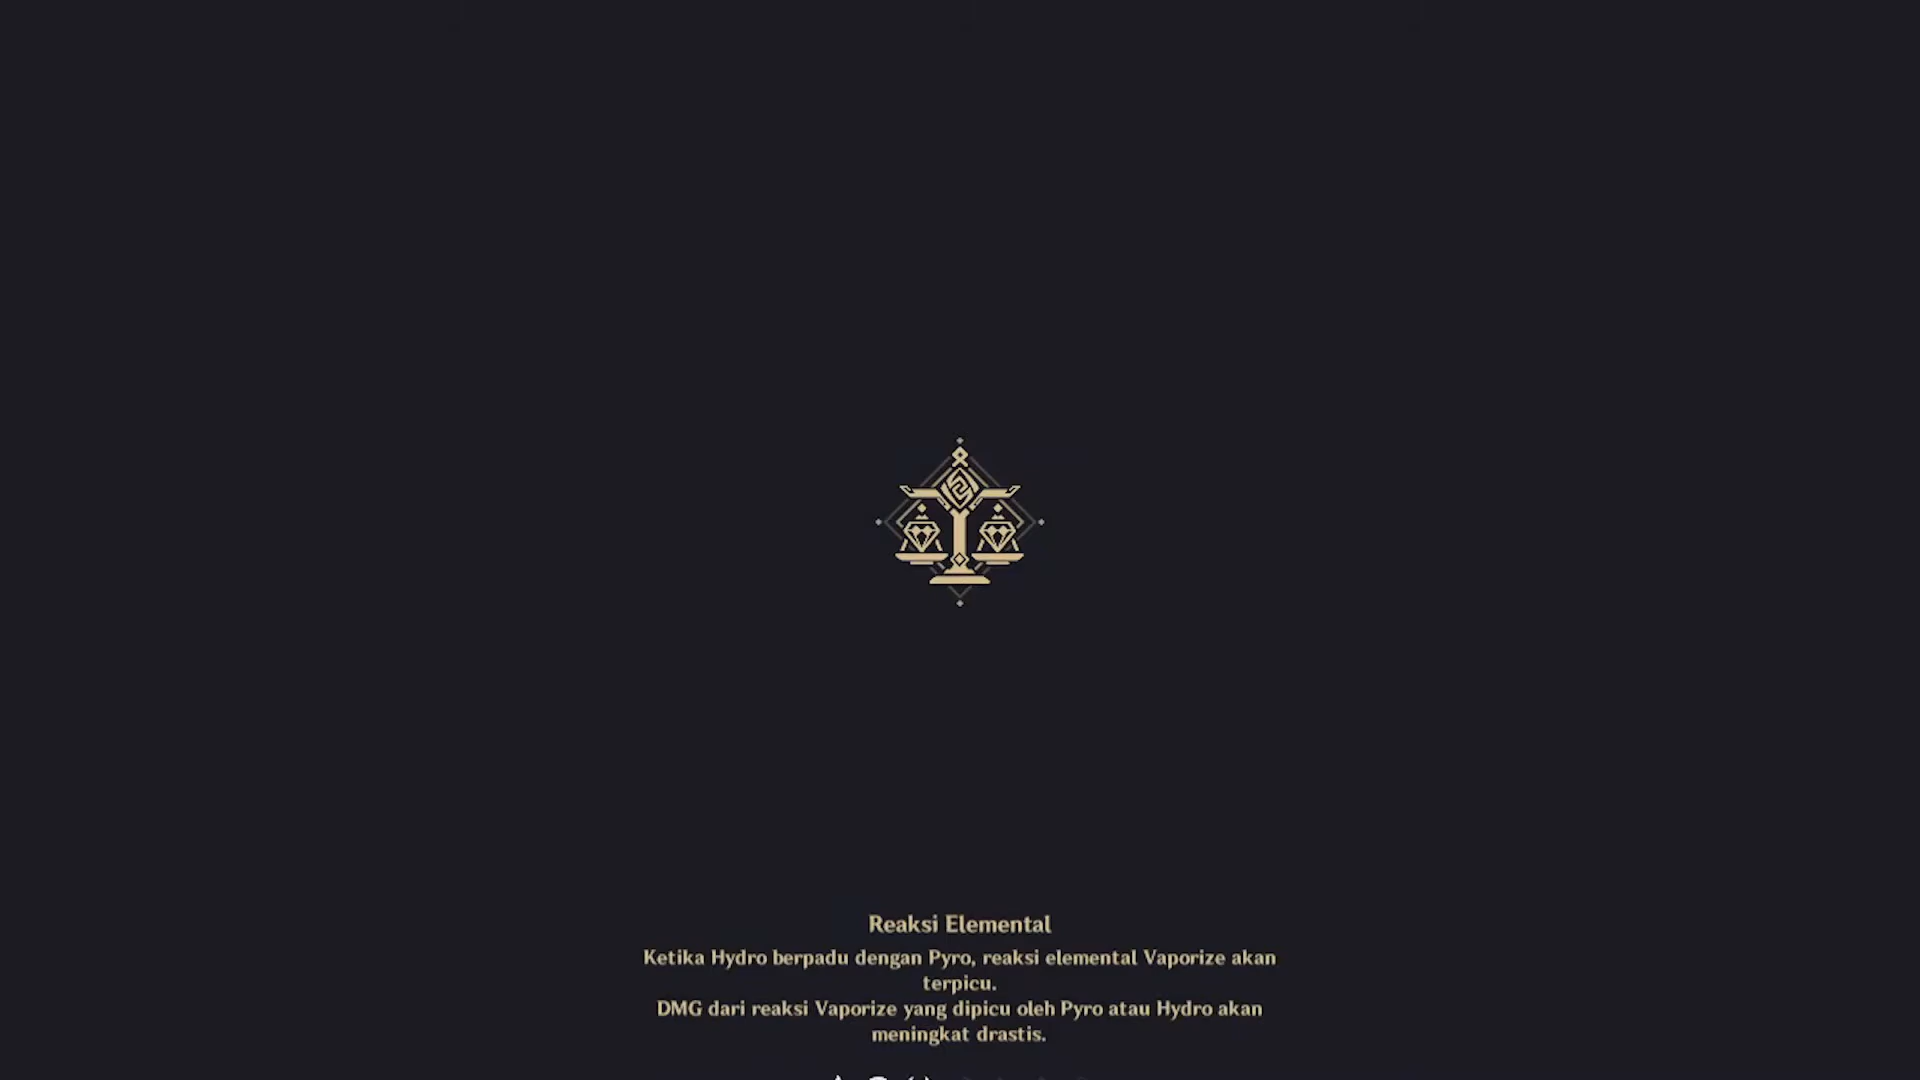 Reaksi Elemental
Ketika Hydro berpadu dengan Pyro, reaksi elemental Vaporize akan
terpicu.
DMG dari reaksi Vaporize yang dipicu oleh Pyro atau Hydro akan
meningkat drastis.